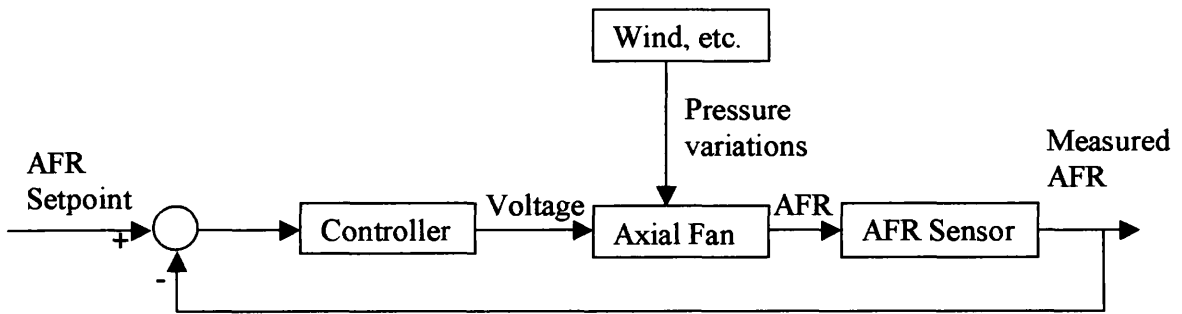 Wind, etc.
Pressure
variations
Measured
AFR
AFR
Setpoint
Voltage
AFR
+
Controller
Axial Fan
AFR Sensor
-